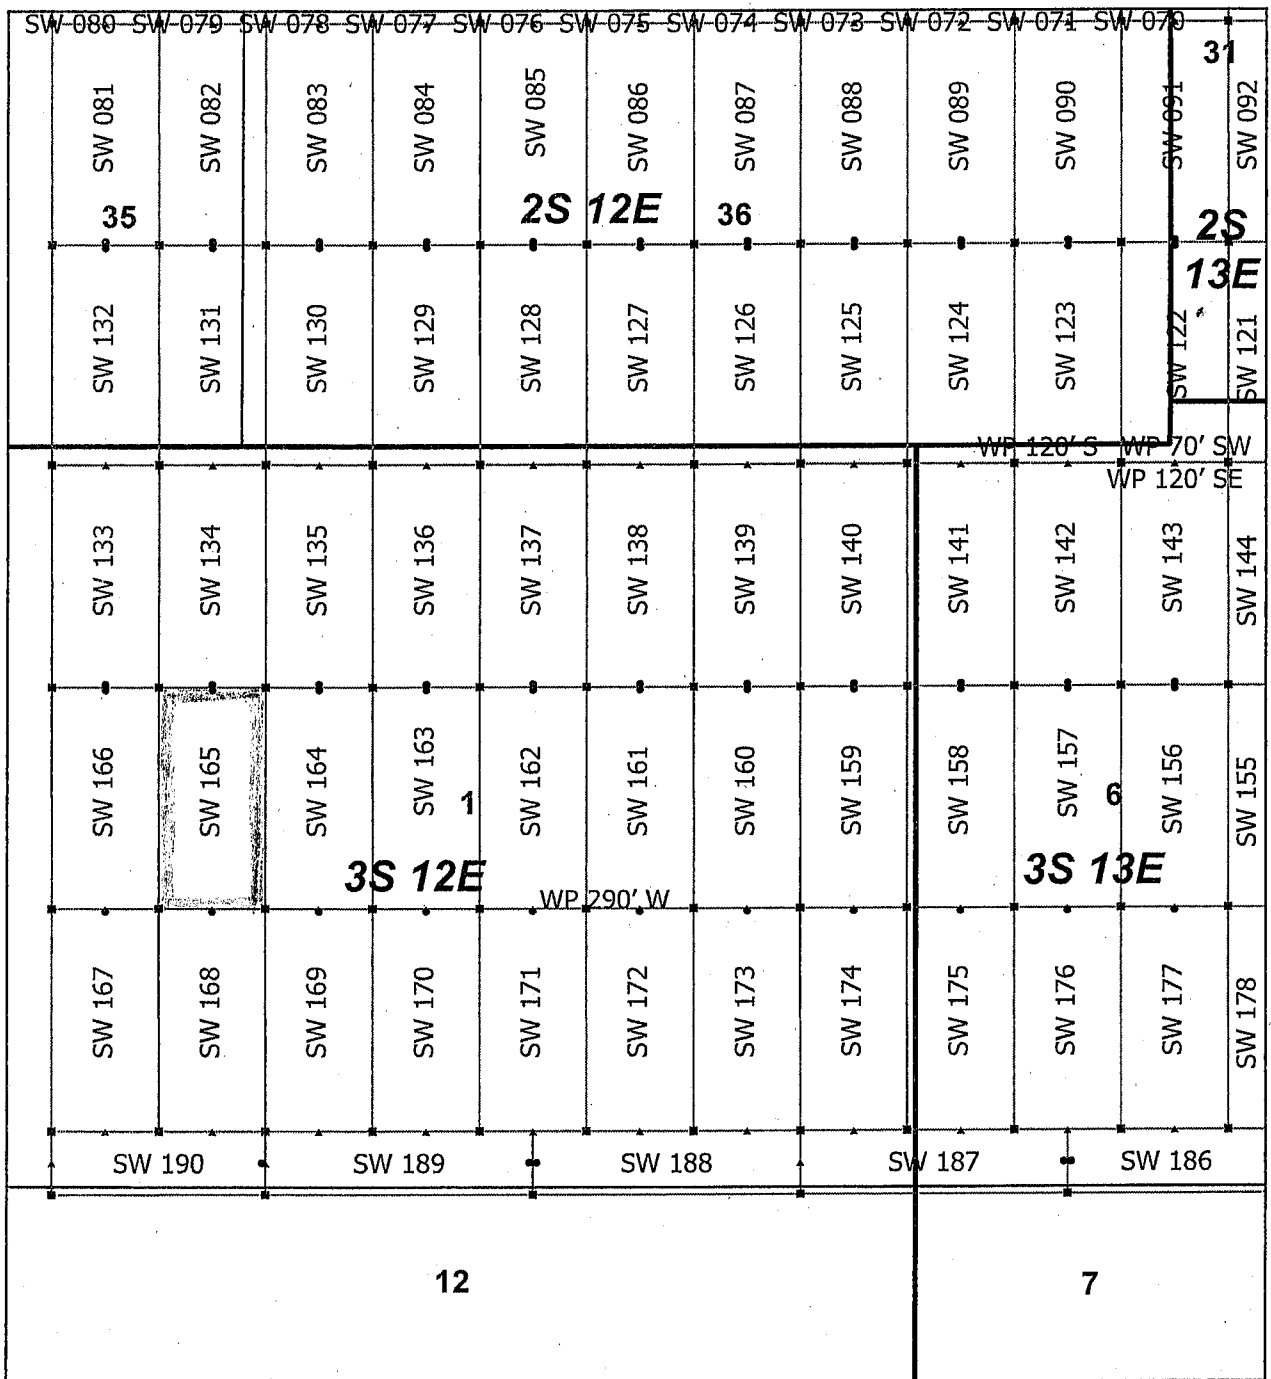 SW 080 SW 079 SW 078 SW 077 SW 076 SW 075 SW 074 SW 073 SW 072 SW 071 SW 070
31
SW 081 SW 082 SW 083 SW 084 SW 085 SW 086 SW 087 SW 088 SW 089 SW 090 SW 091 SW 092
35 2S 12E 36 2S
13E
SW 132 SW 131 SW 130 SW 129 SW 128 SW 127 SW 126 SW 125 SW 124 SW 123 SW 122 SW 121
WP 120' S WP 70' SW
WP 120' SE
SW 133 SW 134 SW 135 SW 136 SW 137 SW 138 SW 139 SW 140 SW 141 SW 142 SW 143 SW 144
SW 166 SW 165 SW 164 SW 163 SW 162 SW 161 SW 160 SW 159 SW 158 SW 157 SW 156 SW 155
1 6
3S 12E 3S 13E
WP 290' W
SW 167 SW 168 SW 169 SW 170 SW 171 SW 172 SW 173 SW 174 SW 175 SW 176 SW 177 SW 178
SW 190 SW 189 SW 188 SW 187 SW 186
12 7